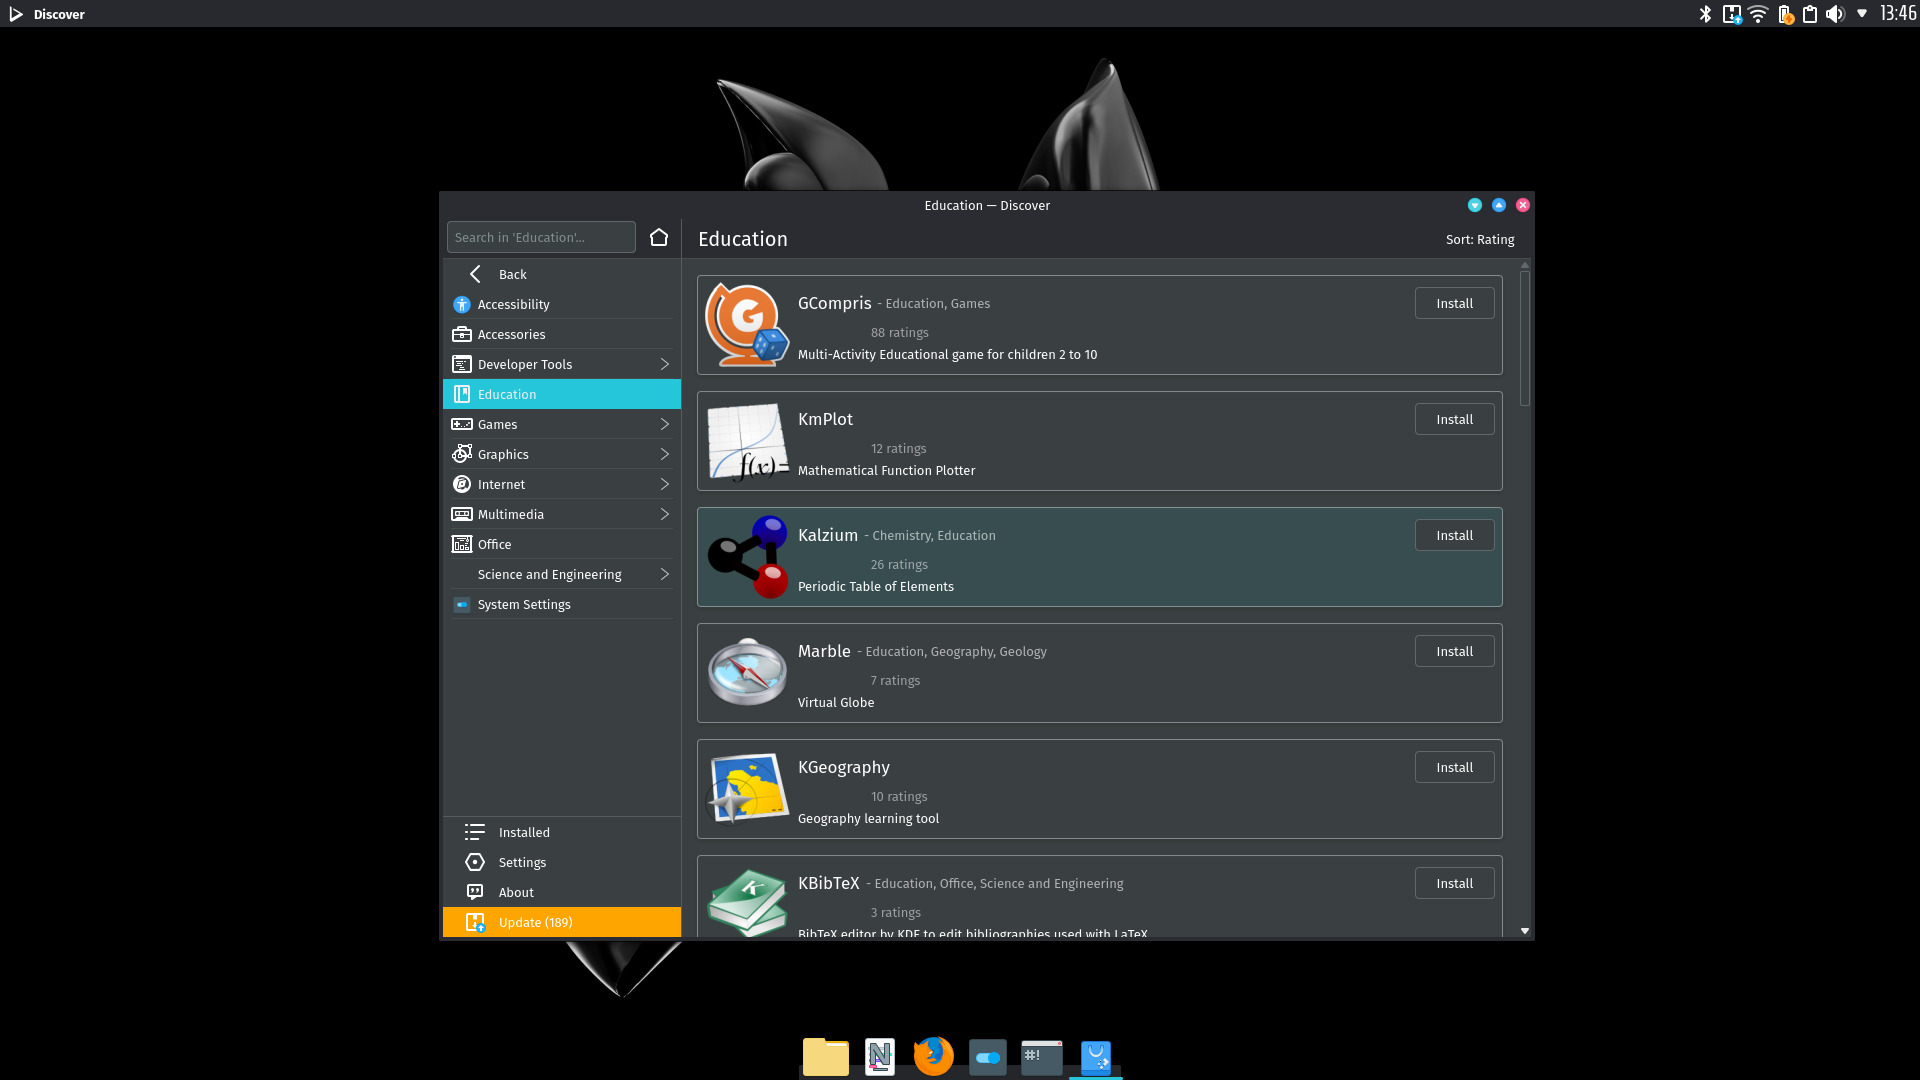 Discover
13:46
Education — Discover
Search in 'Education'...
Education
Sort: Rating
Back
Accessibility
Accessories
Developer Tools
Education
Games
Graphics
Internet
Multimedia
Office
Science and Engineering
System Settings
Installed
Settings
About
Update (189)
GCompris - Education, Games
Install
88 ratings
Multi-Activity Educational game for children 2 to 10
KmPlot
Install
12 ratings
Mathematical Function Plotter
f(x)=
Kalzium - Chemistry, Education
Install
26 ratings
Periodic Table of Elements
Marble - Education, Geography, Geology
Install
7 ratings
Virtual Globe
KGeography
Install
10 ratings
Geography learning tool
KBibTeX - Education, Office, Science and Engineering
Install
3 ratings
BibTeX editor by KDE to edit bibliographies used with LaTeX
#!